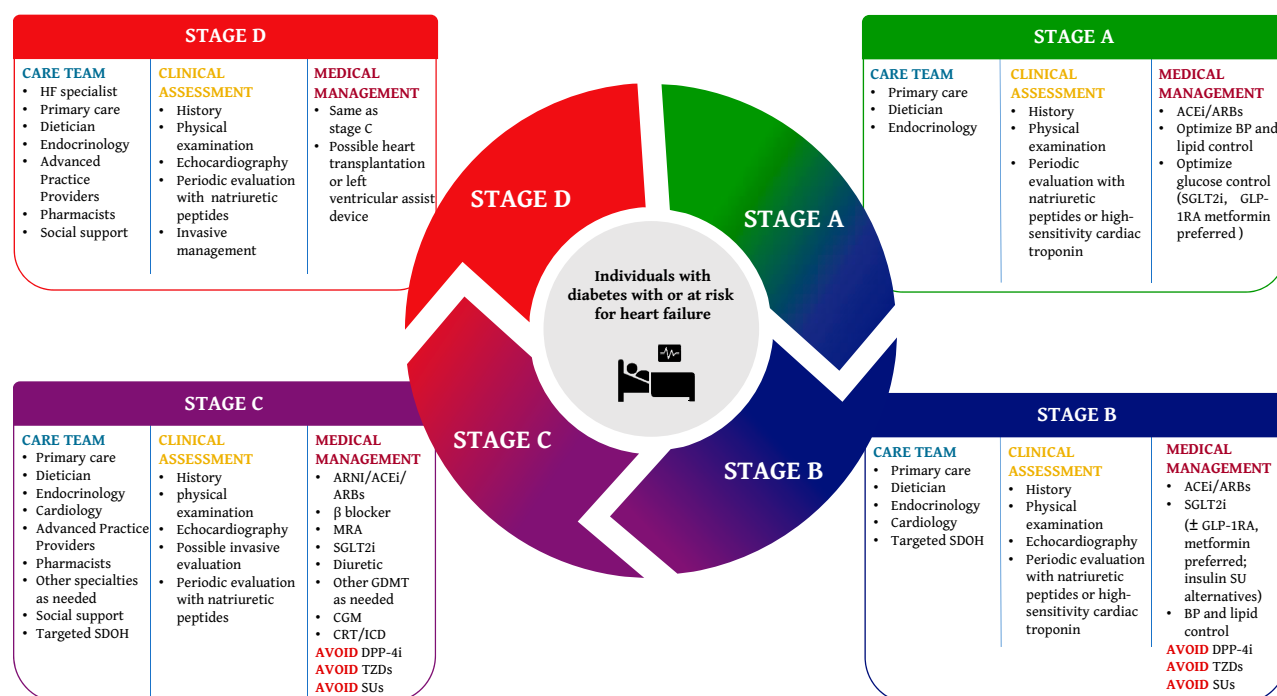 STAGE D
CARE TEAM
• HF specialist
• Primary care
• Dietician
• Endocrinology
• Advanced
Practice
Providers
• Pharmacists
• Social support
CLINICAL
ASSESSMENT
• History
• Physical
examination
• Echocardiography
• Periodic evaluation
with natriuretic
peptides
• Invasive
management
MEDICAL
MANAGEMENT
• Same as
stage C
• Possible heart
transplantation
or left
ventricular assist
device
STAGE A
CARE TEAM
• Primary care
• Dietician
• Endocrinology
CLINICAL
ASSESSMENT
• History
• Physical
examination
• Periodic
evaluation with
natriuretic
peptides or high-
sensitivity cardiac
troponin
MEDICAL
MANAGEMENT
• ACEi/ARBs
• Optimize BP and
lipid control
• Optimize
glucose control
(SGLT2i, GLP-
1RA metformin
preferred )
STAGE D
STAGE A
Individuals with
diabetes with or at risk
for heart failure
STAGE C
STAGE B
STAGE C
CARE TEAM
• Primary care
• Dietician
• Endocrinology
• Cardiology
• Advanced Practice
Providers
• Pharmacists
• Other specialties
as needed
• Social support
• Targeted SDOH
CLINICAL
ASSESSMENT
• History
• physical
examination
• Echocardiography
• Possible invasive
evaluation
• Periodic evaluation
with natriuretic
peptides
MEDICAL
MANAGEMENT
• ARNI/ACEi/
ARBs
• β blocker
• MRA
• SGLT2i
• Diuretic
• Other GDMT
as needed
• CGM
• CRT/ICD
AVOID DPP-4i
AVOID TZDs
AVOID SUs
STAGE B
CARE TEAM
• Primary care
• Dietician
• Endocrinology
• Cardiology
• Targeted SDOH
CLINICAL
ASSESSMENT
• History
• Physical
examination
• Echocardiography
• Periodic evaluation
with natriuretic
peptides or high-
sensitivity cardiac
troponin
MEDICAL
MANAGEMENT
• ACEi/ARBs
• SGLT2i
(± GLP-1RA,
metformin
preferred;
insulin SU
alternatives)
• BP and lipid
control
AVOID DPP-4i
AVOID TZDs
AVOID SUs